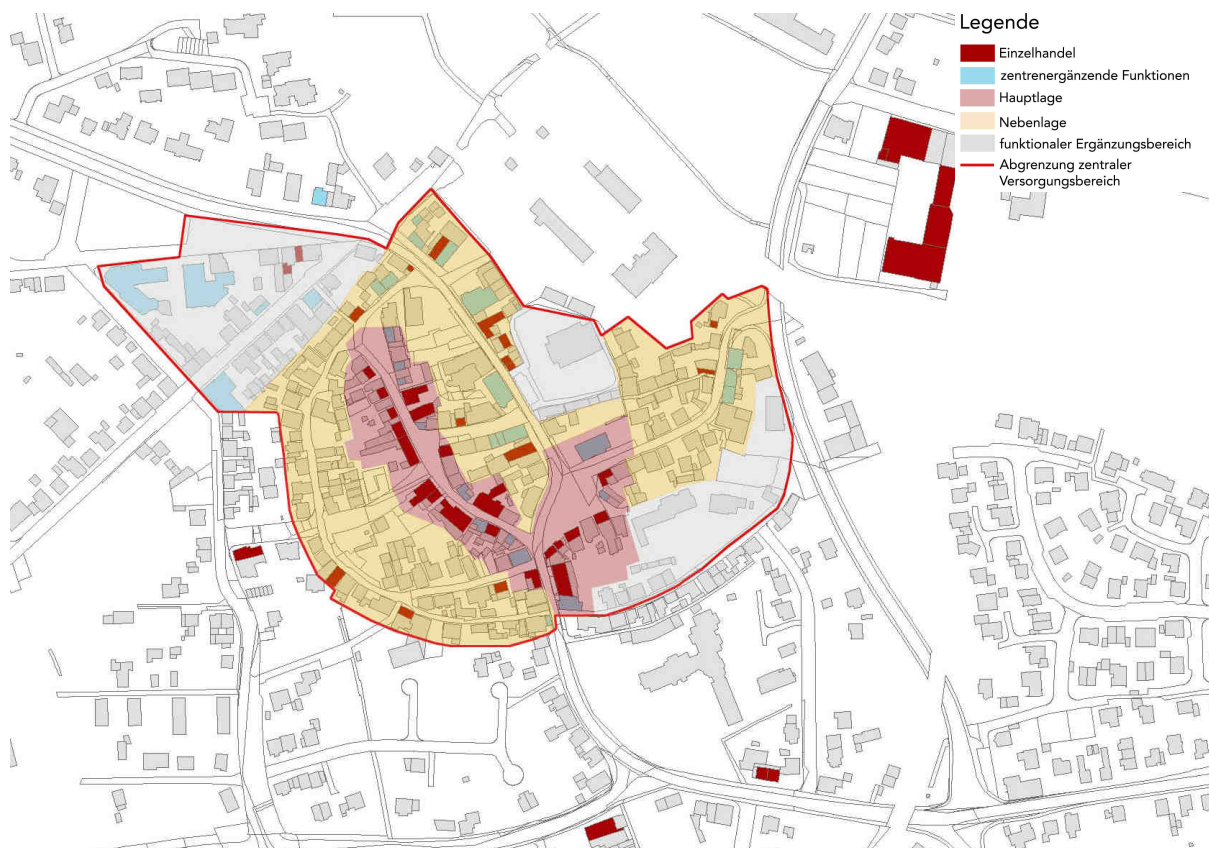 Legende
Einzelhandel
zentrenergänzende Funktionen
Hauptlage
Nebenlage
funktionaler Ergänzungsbereich
Abgrenzung zentraler
Versorgungsbereich